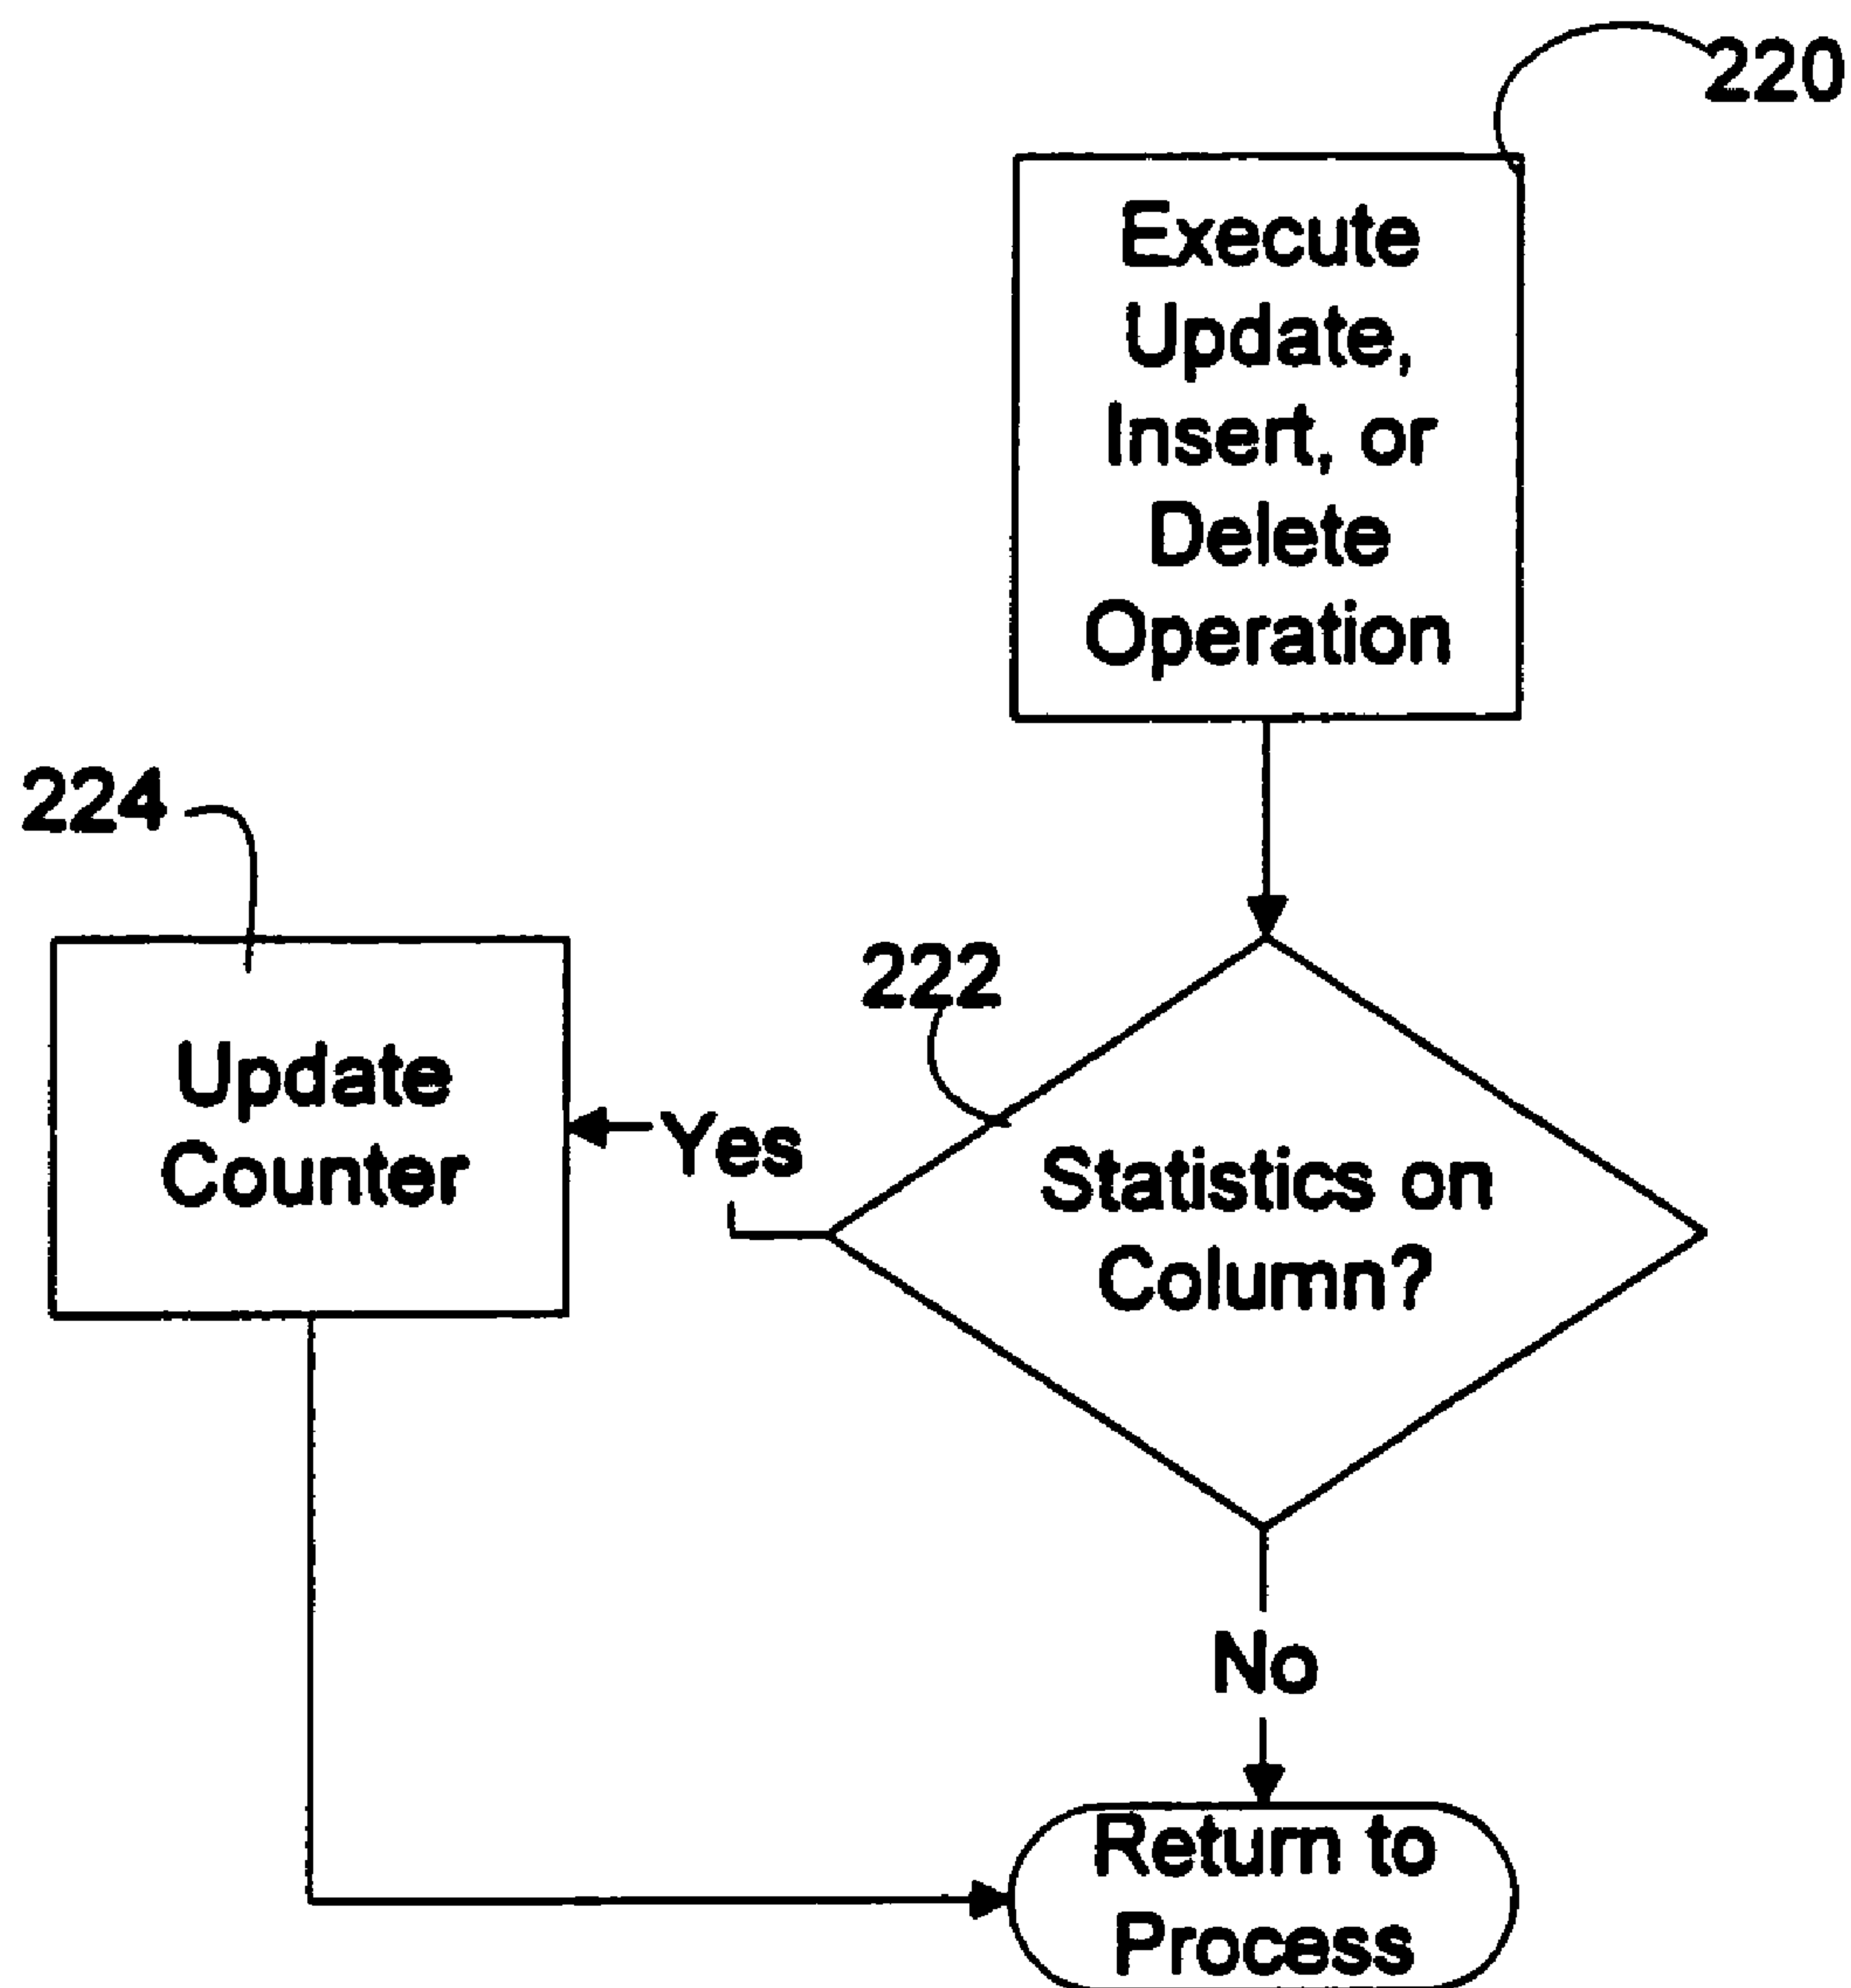 220
Execute
Update,
Insert, or
Delete
Operation
224
222
Update
Counter
Yes
Statistics on
Column?
No
Return to
Process